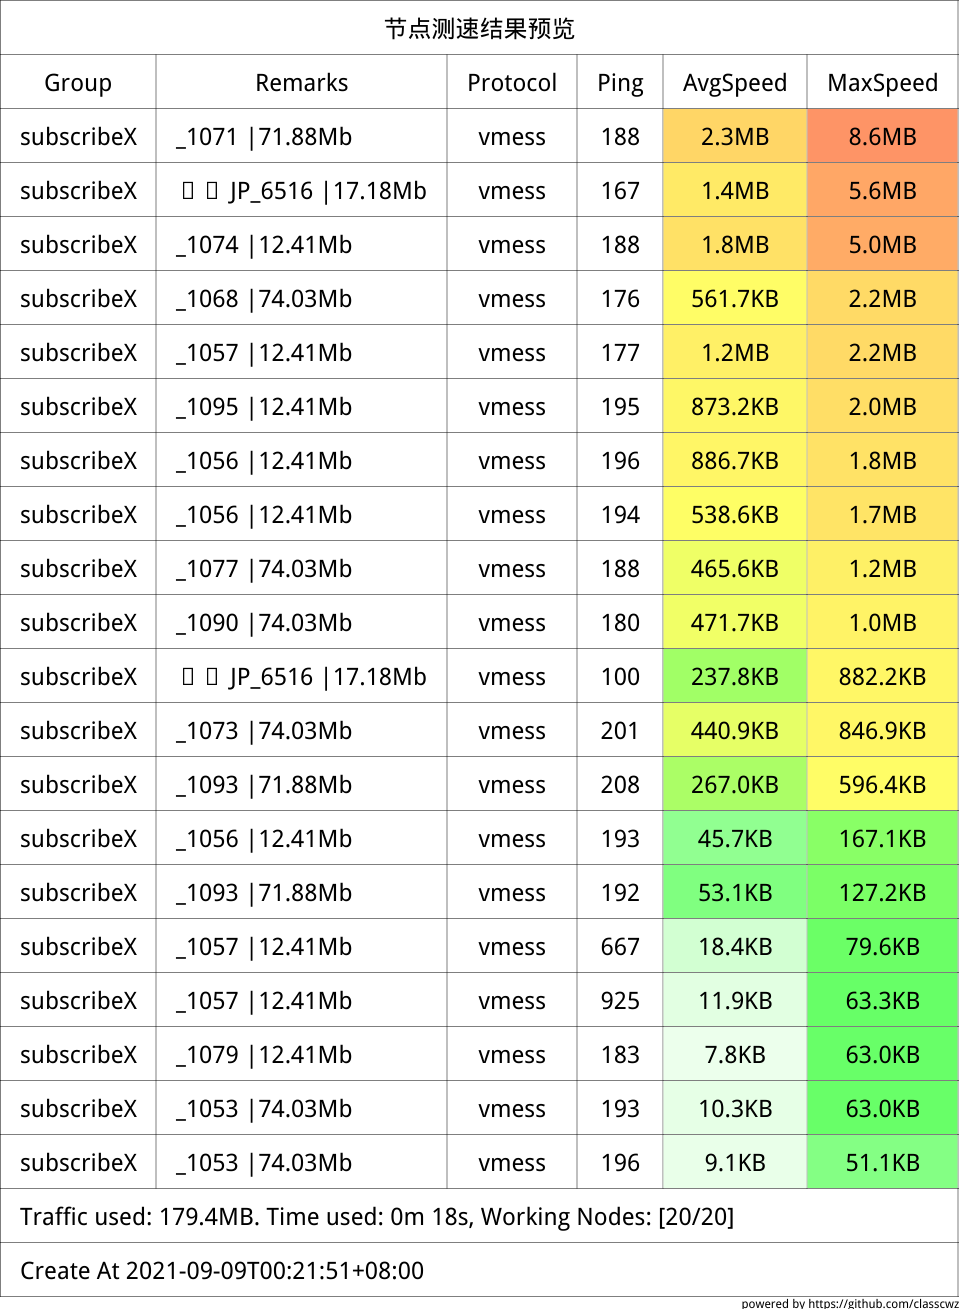 节点测速结果预览
Group Remarks Protocol Ping AvgSpeed MaxSpeed
subscribeX _1071 |71.88Mb vmess 188 2.3MB 8.6MB
subscribeX JP_6516 |17.18Mb vmess 167 1.4MB 5.6MB
subscribeX _1074 |12.41Mb vmess 188 1.8MB 5.0MB
subscribeX _1068 |74.03Mb vmess 176 561.7KB 2.2MB
subscribeX _1057 |12.41Mb vmess 177 1.2MB 2.2MB
subscribeX _1095 |12.41Mb vmess 195 873.2KB 2.0MB
subscribeX _1056 |12.41Mb vmess 196 886.7KB 1.8MB
subscribeX _1056 |12.41Mb vmess 194 538.6KB 1.7MB
subscribeX _1077 |74.03Mb vmess 188 465.6KB 1.2MB
subscribeX _1090 |74.03Mb vmess 180 471.7KB 1.0MB
subscribeX JP_6516 |17.18Mb vmess 100 237.8KB 882.2KB
subscribeX _1073 |74.03Mb vmess 201 440.9KB 846.9KB
subscribeX _1093 |71.88Mb vmess 208 267.0KB 596.4KB
subscribeX _1056 |12.41Mb vmess 193 45.7KB 167.1KB
subscribeX _1093 |71.88Mb vmess 192 53.1KB 127.2KB
subscribeX _1057 |12.41Mb vmess 667 18.4KB 79.6KB
subscribeX _1057 |12.41Mb vmess 925 11.9KB 63.3KB
subscribeX _1079 |12.41Mb vmess 183 7.8KB 63.0KB
subscribeX _1053 |74.03Mb vmess 193 10.3KB 63.0KB
subscribeX _1053 |74.03Mb vmess 196 9.1KB 51.1KB
Traffic used: 179.4MB. Time used: 0m 18s, Working Nodes: [20/20]
Create At 2021-09-09T00:21:51+08:00
powered by https://github.com/classcwz